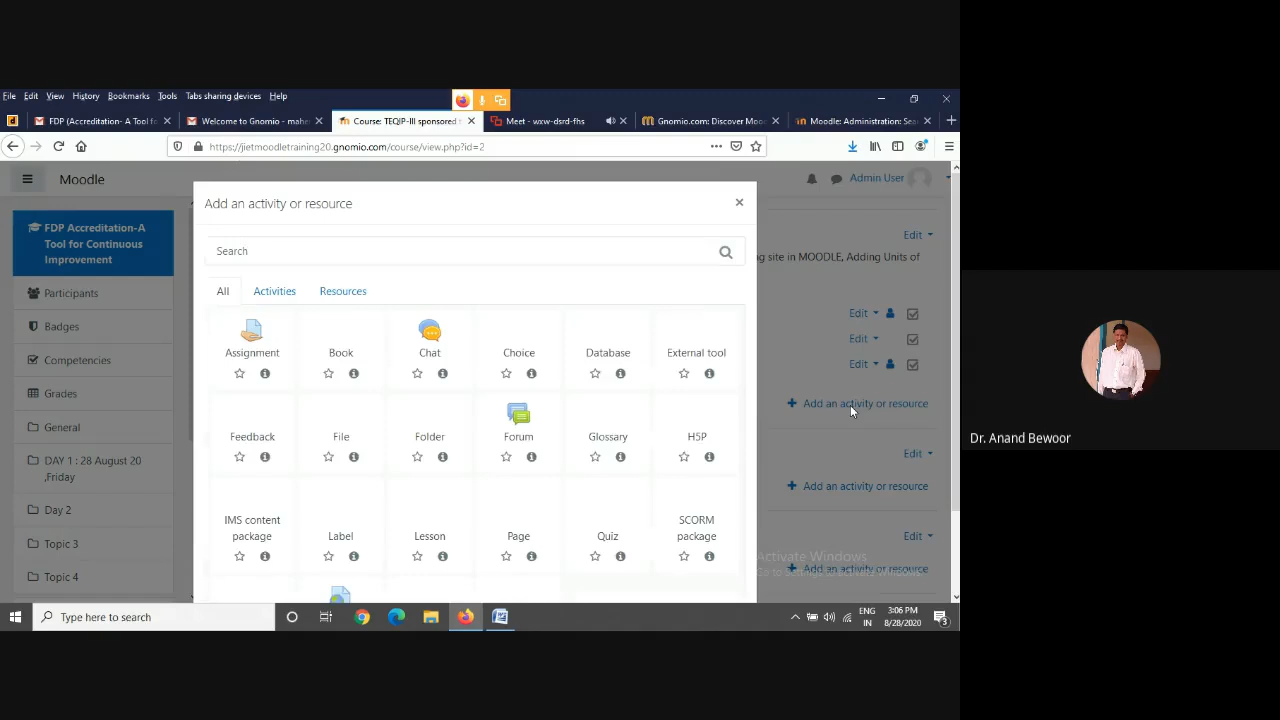 File Edit View History Bookmarks Tools Tabs sharing devices Help
FDP (Accreditation- A Tool fo
Welcome to Gnomio - mahe
Course: TEQIP-III sponsored
Meet - wxw-dsrd-fhs
Gnomio.com: Discover Moo
Moodle: Administration: Sea
https://jietmoodletraining20.gnomio.com/course/view.php?id=2
Moodle
Admin User
FDP Accreditation-A
Tool for Continuous
Improvement
Participants
Badges
Competencies
Grades
General
DAY 1 : 28 August 20
,Friday
Day 2
Topic 3
Topic 4
Add an activity or resource
Search
All Activities Resources
Assignment Book Chat Choice Database External tool
Feedback File Folder Forum Glossary H5P
IMS content
package Label Lesson Page Quiz SCORM
package
Edit
g site in MOODLE, Adding Units of
Edit
Edit
Edit
Add an activity or resource
Edit
Add an activity or resource
Edit
Activate Windows
Add an activity or resource
Type here to search
ENG
IN
3:06 PM
8/28/2020
3
Dr. Anand Bewoor